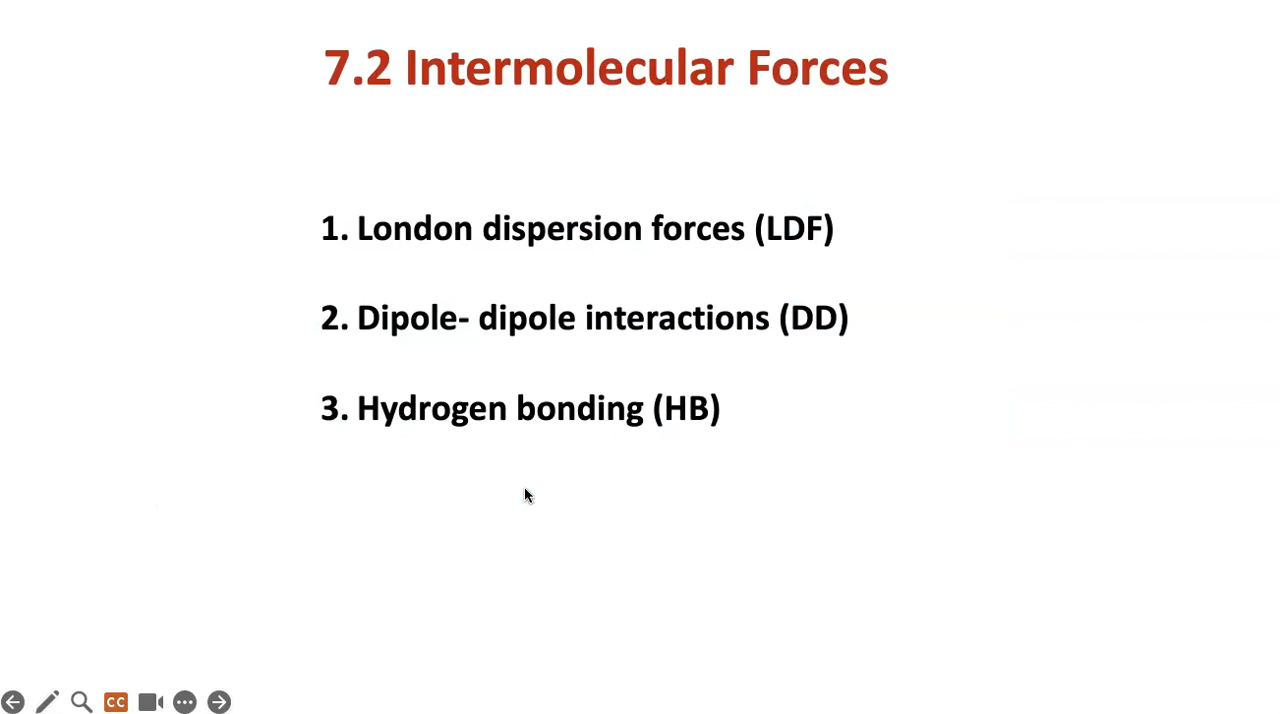 7.2 Intermolecular Forces
1. London dispersion forces (LDF)
2. Dipole- dipole interactions (DD)
3. Hydrogen bonding (HB)
CC